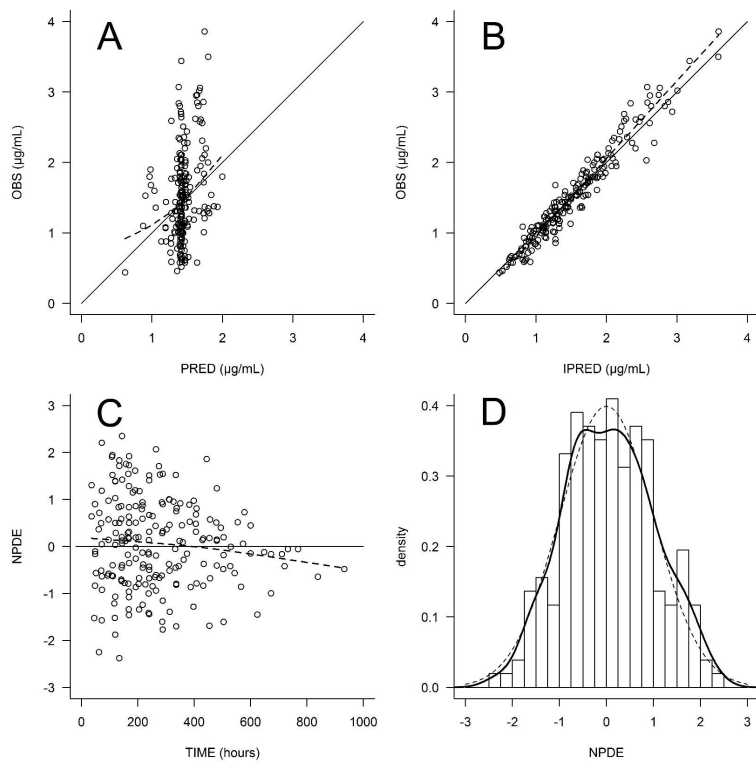 A
4
3
2
1
0
OBS (µg/mL)
0 1 2 3 4
PRED (µg/mL)
B
4
3
2
1
0
OBS (µg/mL)
0 1 2 3 4
IPRED (µg/mL)
C
3
2
1
0
-1
-2
-3
NPDE
0 200 400 600 800 1000
TIME (hours)
D
0.4
0.3
0.2
0.1
0.0
density
-3 -2 -1 0 1 2 3
NPDE